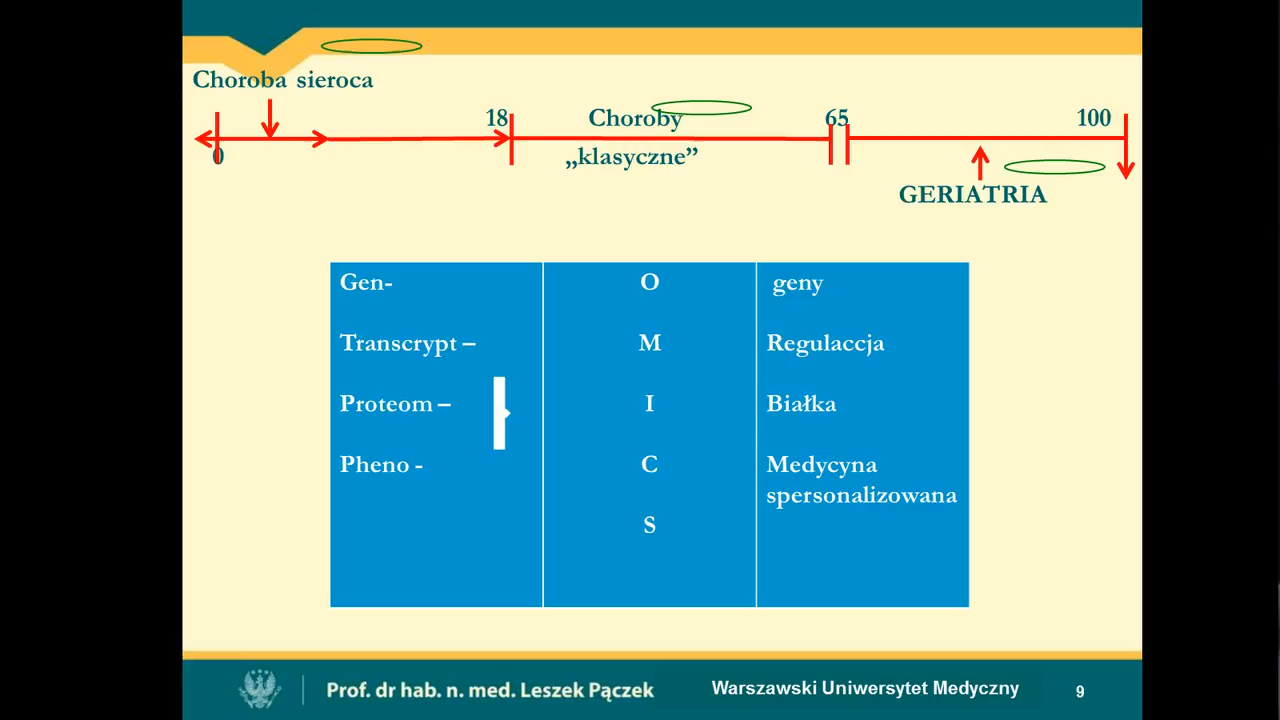 Choroba sieroca
18
Choroby
65
100
0
„klasyczne”
GERIATRIA
Gen-
O
geny
Transcrypt –
M
Regulaccja
Proteom –
I
Białka
Pheno -
C
Medycyna
spersonalizowana
S
Prof. dr hab. n. med. Leszek Pączek
Warszawski Uniwersytet Medyczny
9